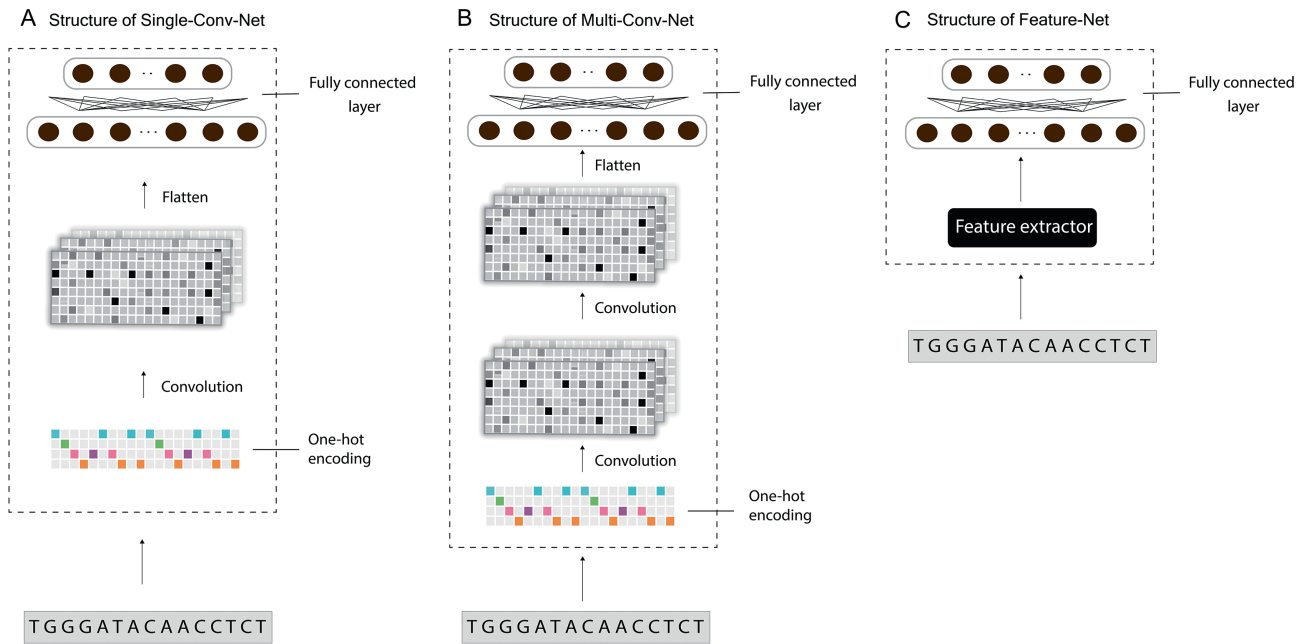 A Structure of Single-Conv-Net
Fully connected
layer
Flatten
Convolution
One-hot
encoding
TGGGATACAACCTCT
B Structure of Multi-Conv-Net
Fully connected
layer
Flatten
Convolution
Convolution
One-hot
encoding
TGGGATACAACCTCT
C Structure of Feature-Net
Fully connected
layer
Feature extractor
TGGGATACAACCTCT